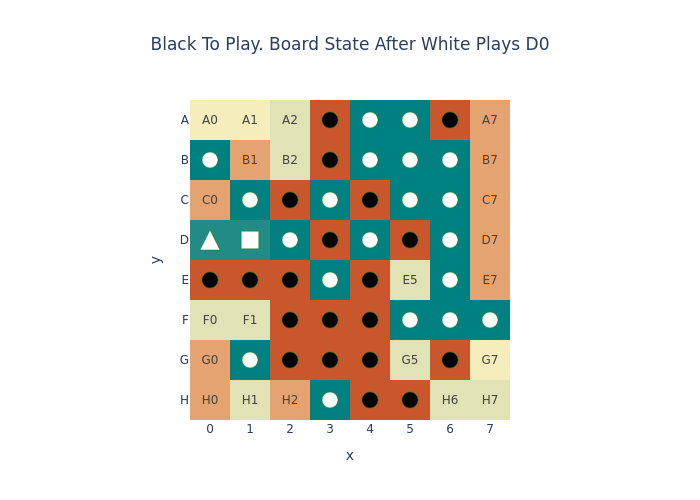 Black To Play. Board State After White Plays D0
A A0 A1 A2 A7
B B1 B2 B7
C C0 C7
D D7
E E5 E7
F F0 F1
G G0 G5 G7
H H0 H1 H2 H6 H7
0 1 2 3 4 5 6 7
x
y